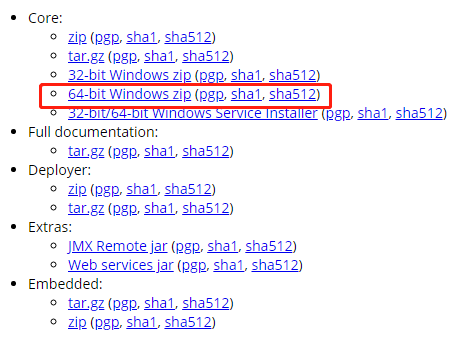 Core:
zip (pgp, sha1, sha512)
tar.gz (pgp, sha1, sha512)
32-bit Windows zip (pgp, sha1, sha512)
64-bit Windows zip (pgp, sha1, sha512)
32-bit/64-bit Windows Service Installer (pgp, sha1, sha512)
Full documentation:
tar.gz (pgp, sha1, sha512)
Deployer:
zip (pgp, sha1, sha512)
tar.gz (pgp, sha1, sha512)
Extras:
JMX Remote jar (pgp, sha1, sha512)
Web services jar (pgp, sha1, sha512)
Embedded:
tar.gz (pgp, sha1, sha512)
zip (pgp, sha1, sha512)